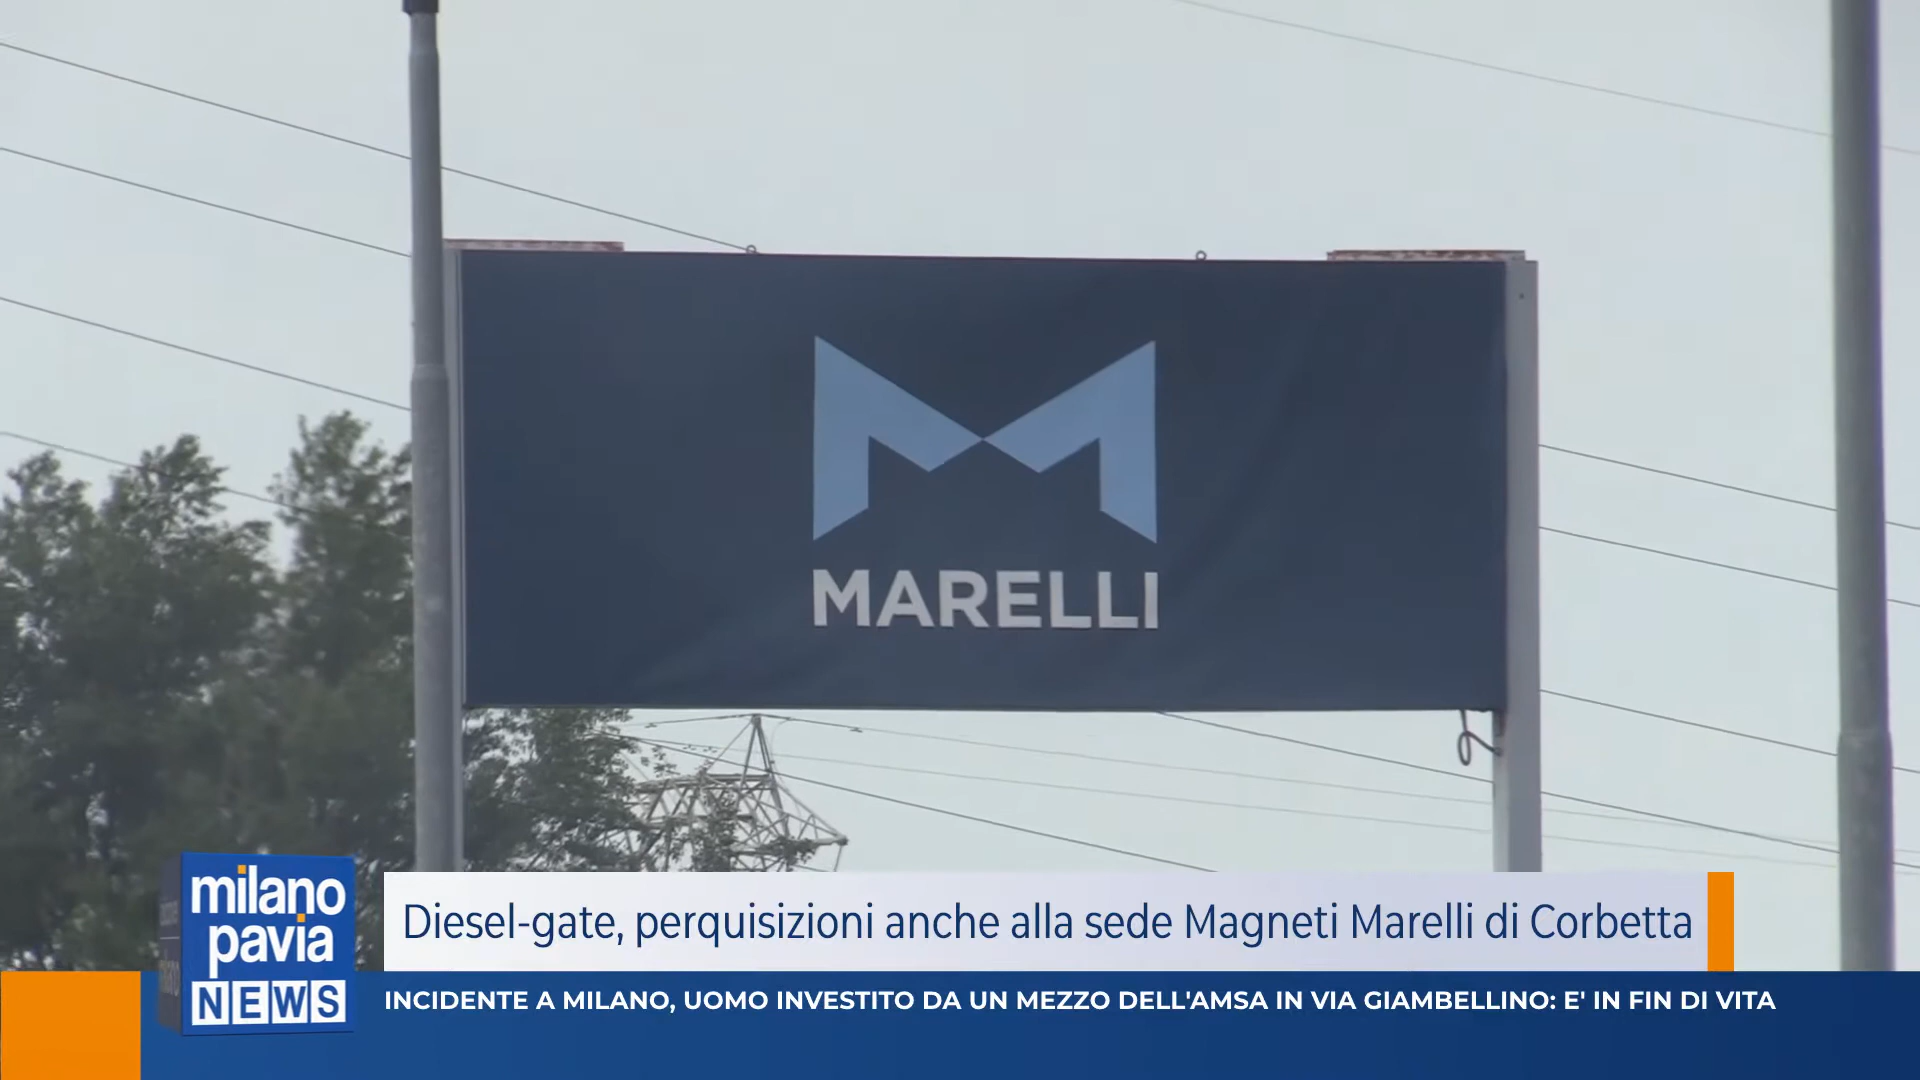 MARELLI
milano
pavia
NEWS
Diesel-gate, perquisizioni anche alla sede Magneti Marelli di Corbetta
INCIDENTE A MILANO, UOMO INVESTITO DA UN MEZZO DELL'AMSA IN VIA GIAMBELLINO: E' IN FIN DI VITA